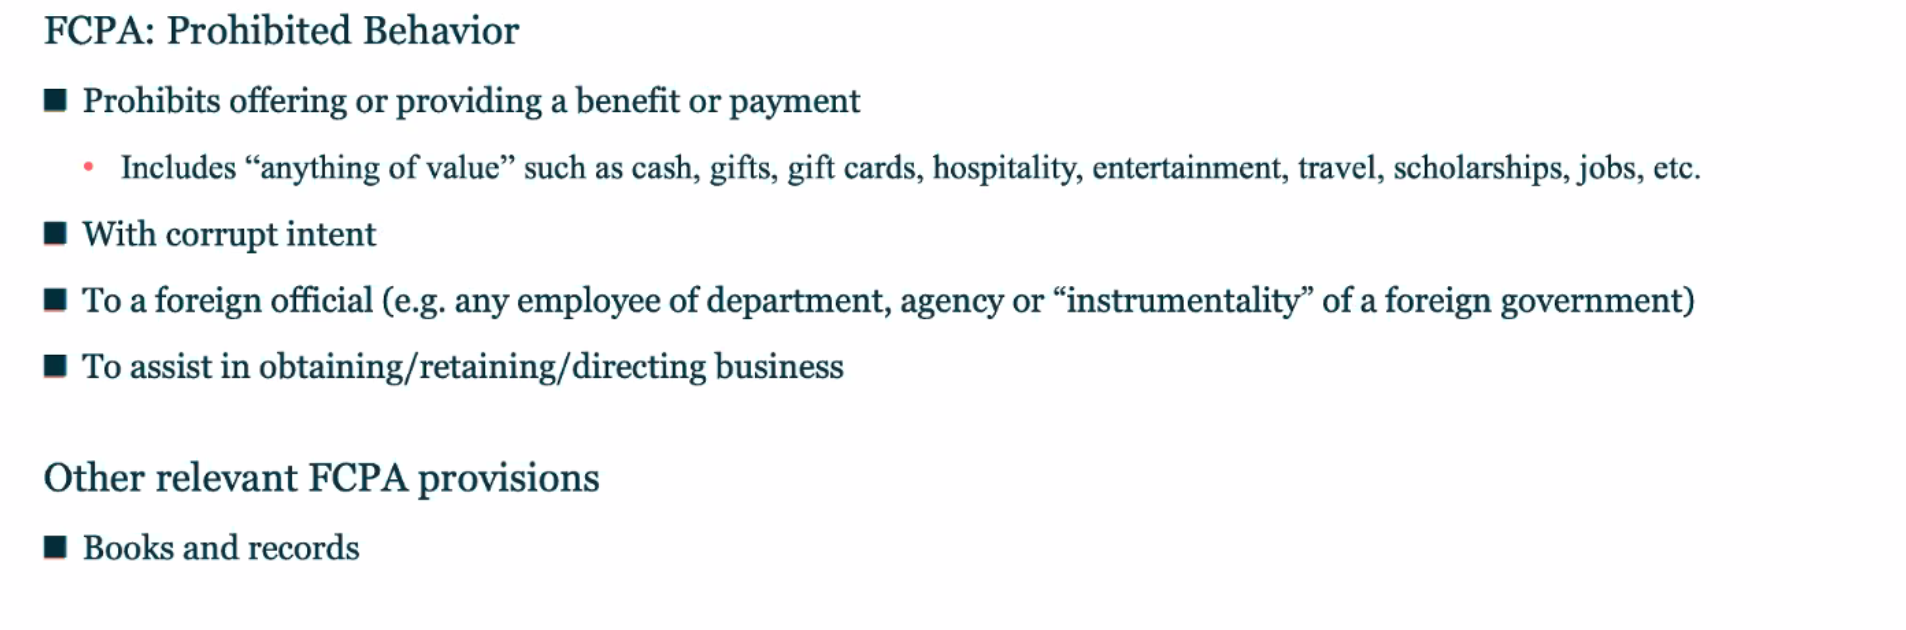 FCPA: Prohibited Behavior
■ Prohibits offering or providing a benefit or payment
• Includes “anything of value” such as cash, gifts, gift cards, hospitality, entertainment, travel, scholarships, jobs, etc.
■ With corrupt intent
■ To a foreign official (e.g. any employee of department, agency or “instrumentality” of a foreign government)
■ To assist in obtaining/retaining/directing business
Other relevant FCPA provisions
■ Books and records